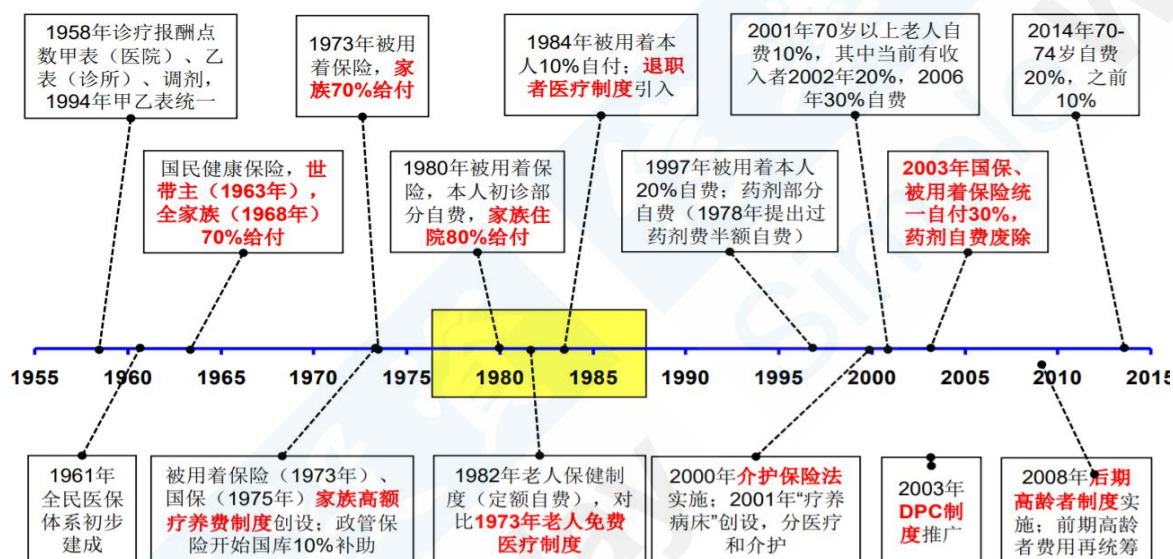 1958年诊疗报酬点
数甲表（医院）、乙
表（诊所）、调剂，
1994年甲乙表统一
1973年被用
着保险，家
族70%给付
1984年被用着本
人10%自付；退职
者医疗制度引入
2001年70岁以上老人自
费10%，其中当前有收
入者2002年20%，2006
年30%自费
2014年70-
74岁自费
20%，之前
10%
国民健康保险，世
带主（1963年），
全家族（1968年）
70%给付
1980年被用着保
险，本人初诊部
分自费，家族住
院80%给付
1997年被用着本人
20%自费；药剂部分
自费（1978年提出过
药剂费半额自费）
2003年国保、
被用着保险统
一自付30%，
药剂自费废除
1955 1960 1965 1970 1975 1980 1985 1990 1995 2000 2005 2010 2015
1961年
全民医保
体系初步
建成
被用着保险（1973年）、
国保（1975年）家族高额
疗养费制度创设；政管保
险开始国库10%补助
1982年老人保健制
度（定额自费），对
比1973年老人免费
医疗制度
2000年介护保险法
实施；2001年“疗养
病床”创设，分医疗
和介护
2003年
DPC制
度推广
2008年后期
高龄者制度实
施；前期高龄
者费用再统筹